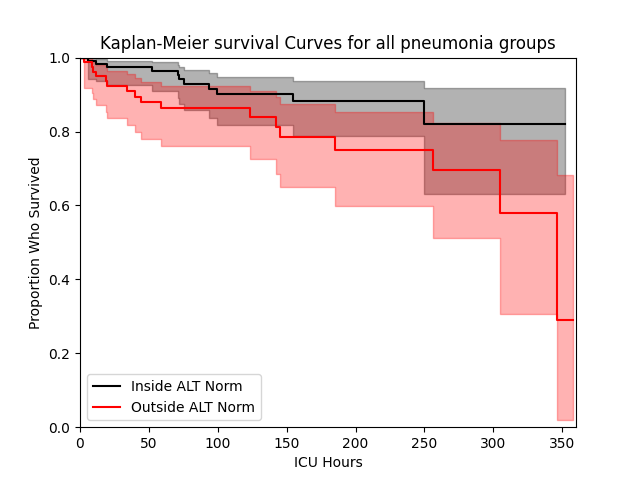 Kaplan-Meier survival Curves for all pneumonia groups
Proportion Who Survived
1.0
0.8
0.6
0.4
0.2
0.0
Inside ALT Norm
Outside ALT Norm
0 50 100 150 200 250 300 350
ICU Hours